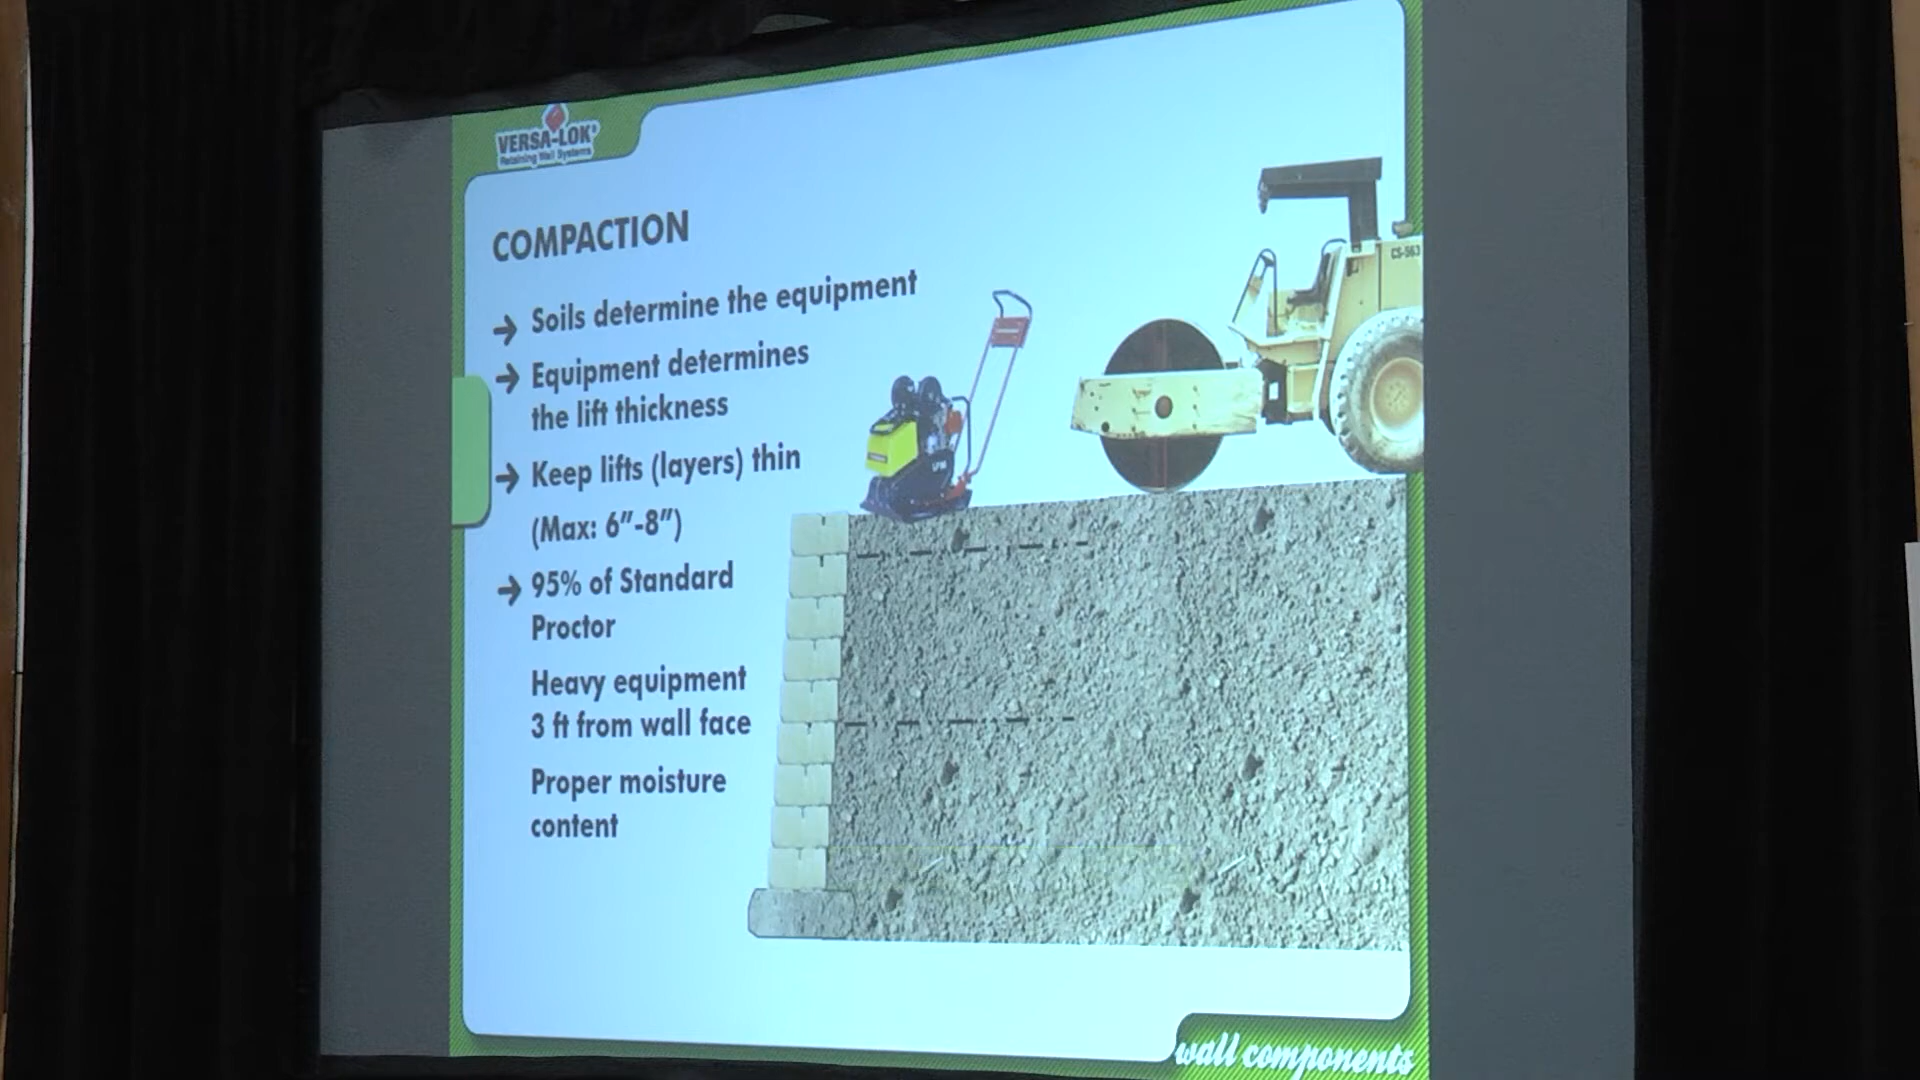 VERSA-LOK®
Retaining Wall Systems
COMPACTION
→ Soils determine the equipment
→ Equipment determines
the lift thickness
→ Keep lifts (layers) thin
(Max: 6"-8")
→ 95% of Standard
Proctor
Heavy equipment
3 ft from wall face
Proper moisture
content
CS-563
wall components